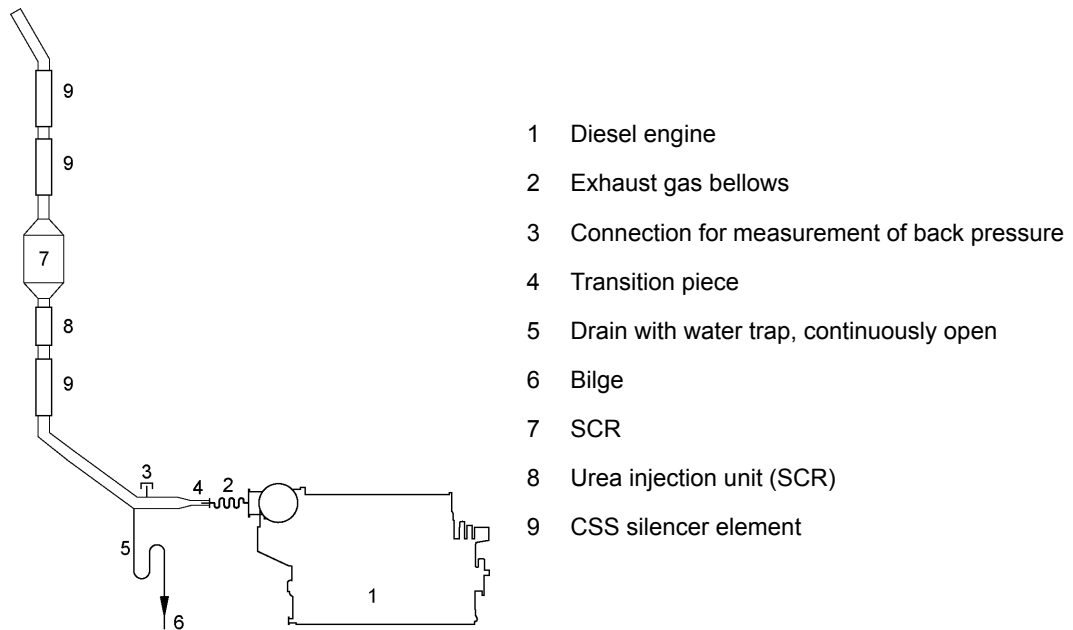 9
9
7
8
9
3
4
2
5
1
6
1 Diesel engine
2 Exhaust gas bellows
3 Connection for measurement of back pressure
4 Transition piece
5 Drain with water trap, continuously open
6 Bilge
7 SCR
8 Urea injection unit (SCR)
9 CSS silencer element